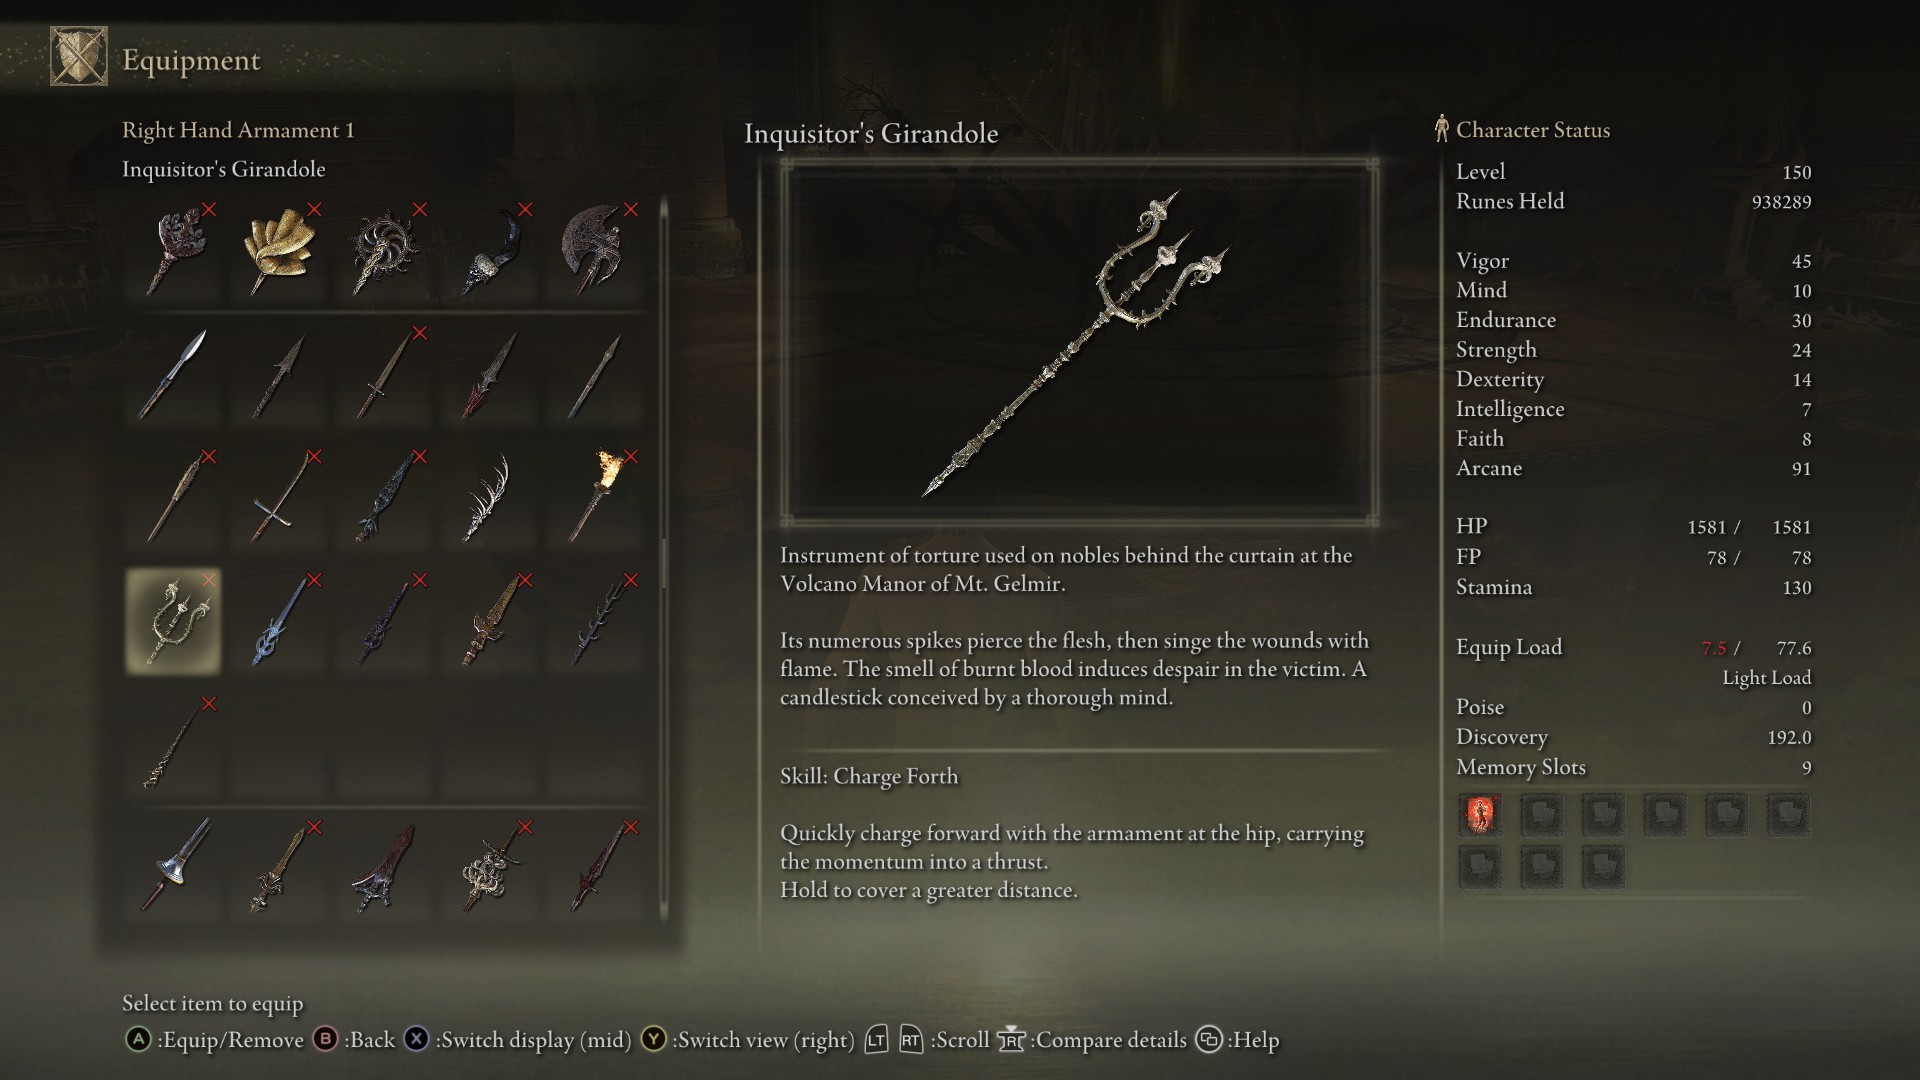 Equipment
Right Hand Armament 1
Inquisitor's Girandole
Inquisitor's Girandole
Instrument of torture used on nobles behind the curtain at the
Volcano Manor of Mt. Gelmir.
Its numerous spikes pierce the flesh, then singe the wounds with
flame. The smell of burnt blood induces despair in the victim. A
candlestick conceived by a thorough mind.
Skill: Charge Forth
Quickly charge forward with the armament at the hip, carrying
the momentum into a thrust.
Hold to cover a greater distance.
Character Status
Level 150
Runes Held 938289
Vigor 45
Mind 10
Endurance 30
Strength 24
Dexterity 14
Intelligence 7
Faith 8
Arcane 91
HP 1581 / 1581
FP 78 / 78
Stamina 130
Equip Load 7.5 / 77.6
Light Load
Poise 0
Discovery 192.0
Memory Slots 9
Select item to equip
A :Equip/Remove B :Back X :Switch display (mid) Y :Switch view (right) LT RT :Scroll R :Compare details :Help